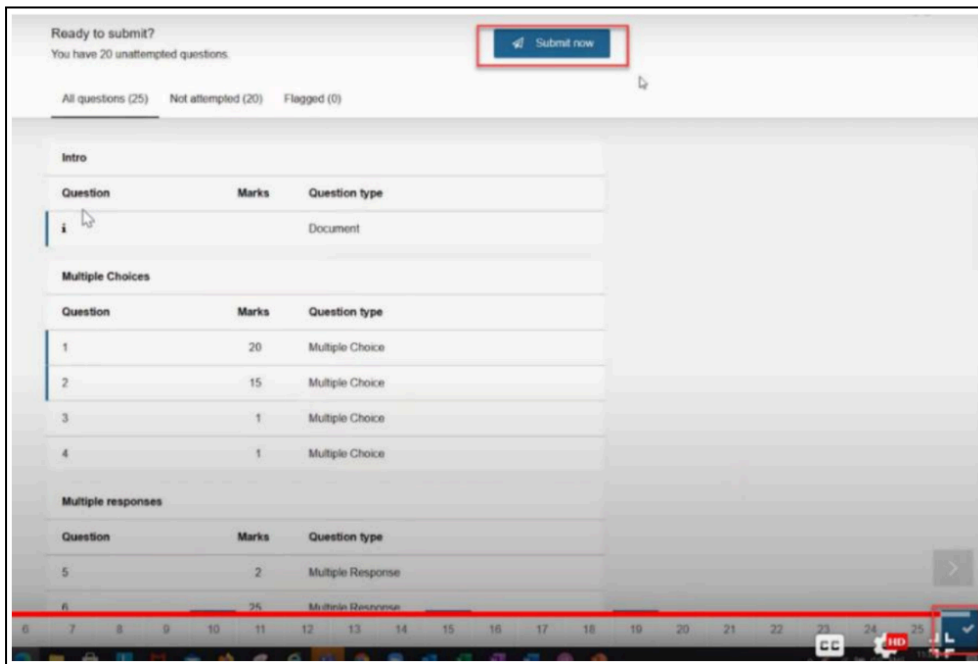 Ready to submit?
Submit now
You have 20 unattempted questions.
All questions (25) Not attempted (20) Flagged (0)
Intro
Question Marks Question type
i Document
Multiple Choices
Question Marks Question type
1 20 Multiple Choice
2 15 Multiple Choice
3 1 Multiple Choice
4 1 Multiple Choice
Multiple responses
Question Marks Question type
5 2 Multiple Response
6 25 Multiple Response
6 7 8 9 10 11 12 13 14 15 16 17 18 19 20 21 22 23 24 25
CC HD